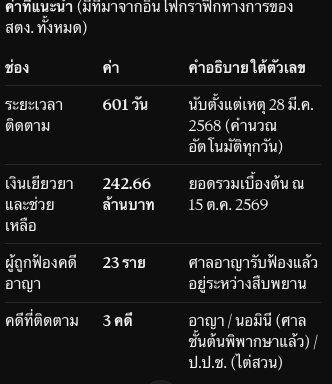 ค่าที่แนะนำ (มีที่มาจากอินโฟกราฟิกทางการของ
สตง. ทั้งหมด)
ช่อง ค่า คำอธิบายใต้ตัวเลข
ระยะเวลา 601 วัน นับตั้งแต่เหตุ 28 มี.ค.
ติดตาม 2568 (คำนวณ
อัตโนมัติทุกวัน)
เงินเยียวยา 242.66 ยอดรวมเบื้องต้น ณ
และช่วย ล้านบาท 15 ต.ค. 2569
เหลือ
ผู้ถูกฟ้องคดี 23 ราย ศาลอาญารับฟ้องแล้ว
อาญา อยู่ระหว่างสืบพยาน
คดีที่ติดตาม 3 คดี อาญา / นอมินี (ศาล
ชั้นต้นพิพากษาแล้ว) /
ป.ป.ช. (ไต่สวน)